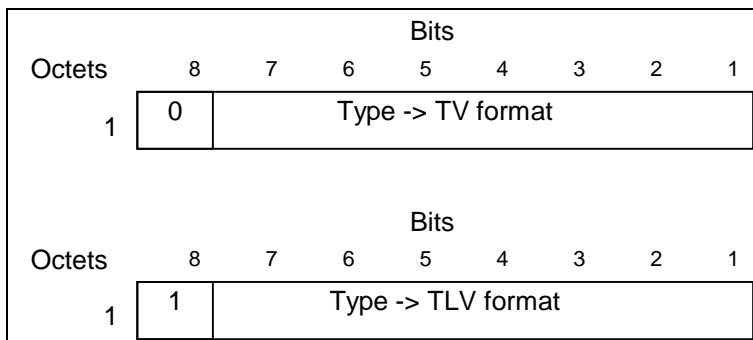 Bits
Octets 8 7 6 5 4 3 2 1
1 0 Type -> TV format
Bits
Octets 8 7 6 5 4 3 2 1
1 1 Type -> TLV format